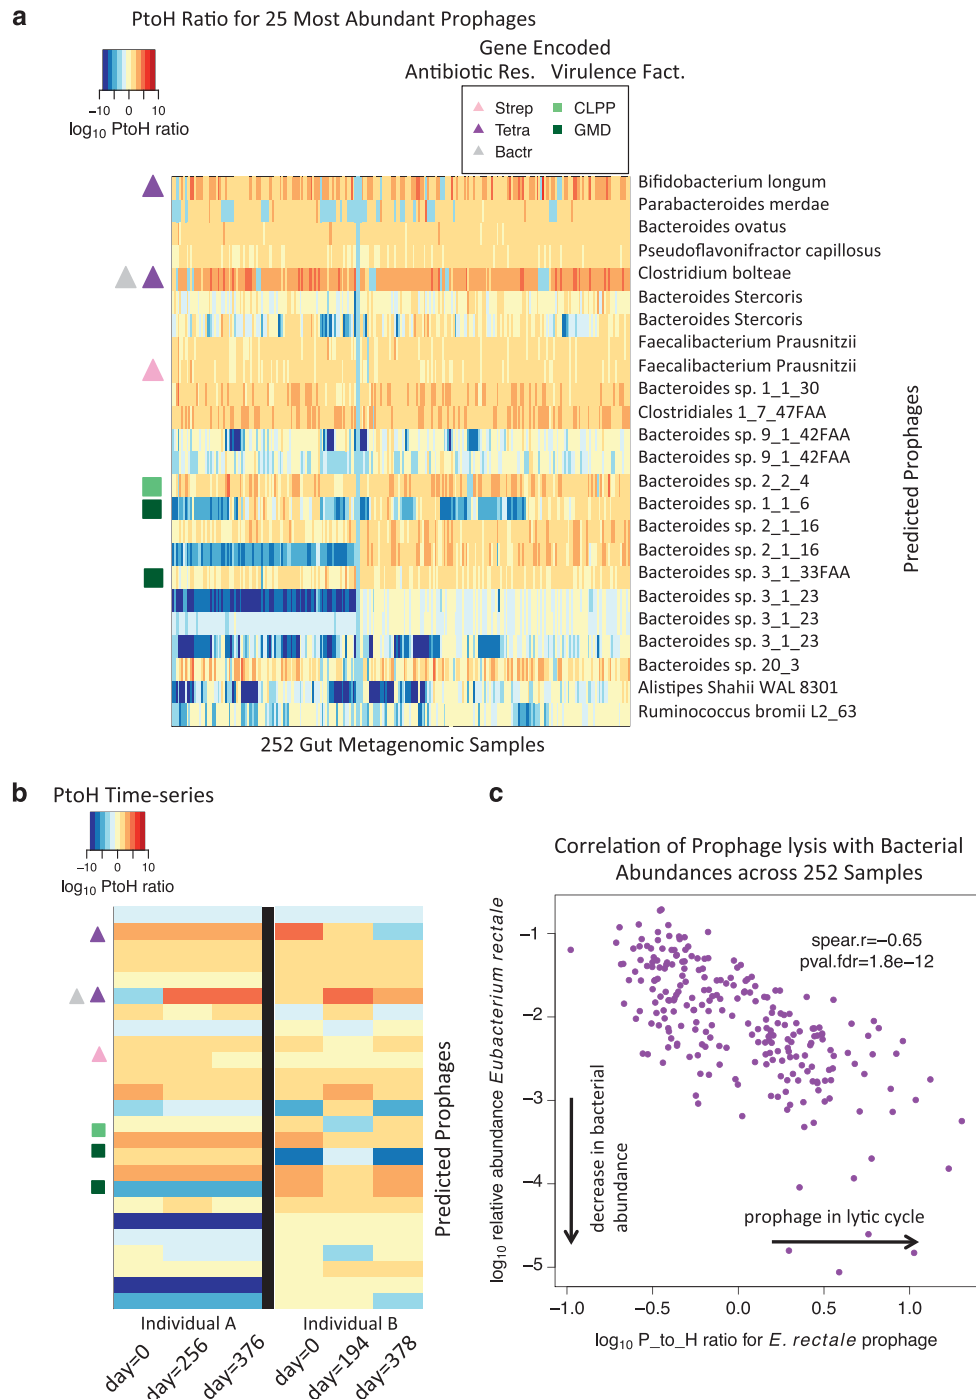 a
PtoH Ratio for 25 Most Abundant Prophages
−10 0 10
log10 PtoH ratio
Gene Encoded
Antibiotic Res. Virulence Fact.
Strep CLPP
Tetra GMD
Bactr
Bifidobacterium longum
Parabacteroides merdae
Bacteroides ovatus
Pseudoflavonifractor capillosus
Clostridium bolteae
Bacteroides Stercoris
Bacteroides Stercoris
Faecalibacterium Prausnitzii
Faecalibacterium Prausnitzii
Bacteroides sp. 1_1_30
Clostridiales 1_7_47FAA
Bacteroides sp. 9_1_42FAA
Bacteroides sp. 9_1_42FAA
Bacteroides sp. 2_2_4
Bacteroides sp. 1_1_6
Bacteroides sp. 2_1_16
Bacteroides sp. 2_1_16
Bacteroides sp. 3_1_33FAA
Bacteroides sp. 3_1_23
Bacteroides sp. 3_1_23
Bacteroides sp. 3_1_23
Bacteroides sp. 20_3
Alistipes Shahii WAL 8301
Ruminococcus bromii L2_63
Predicted Prophages
252 Gut Metagenomic Samples
b
PtoH Time-series
−10 0 10
log10 PtoH ratio
Predicted Prophages
Individual A Individual B
day=0 day=256 day=376 day=0 day=194 day=378
c
Correlation of Prophage lysis with Bacterial
Abundances across 252 Samples
spear.r=−0.65
pval.fdr=1.8e−12
−1
−2
−3
−4
−5
log10 relative abundance Eubacterium rectale
decrease in bacterial
abundance
prophage in lytic cycle
−1.0 −0.5 0.0 0.5 1.0
log10 P_to_H ratio for E. rectale prophage